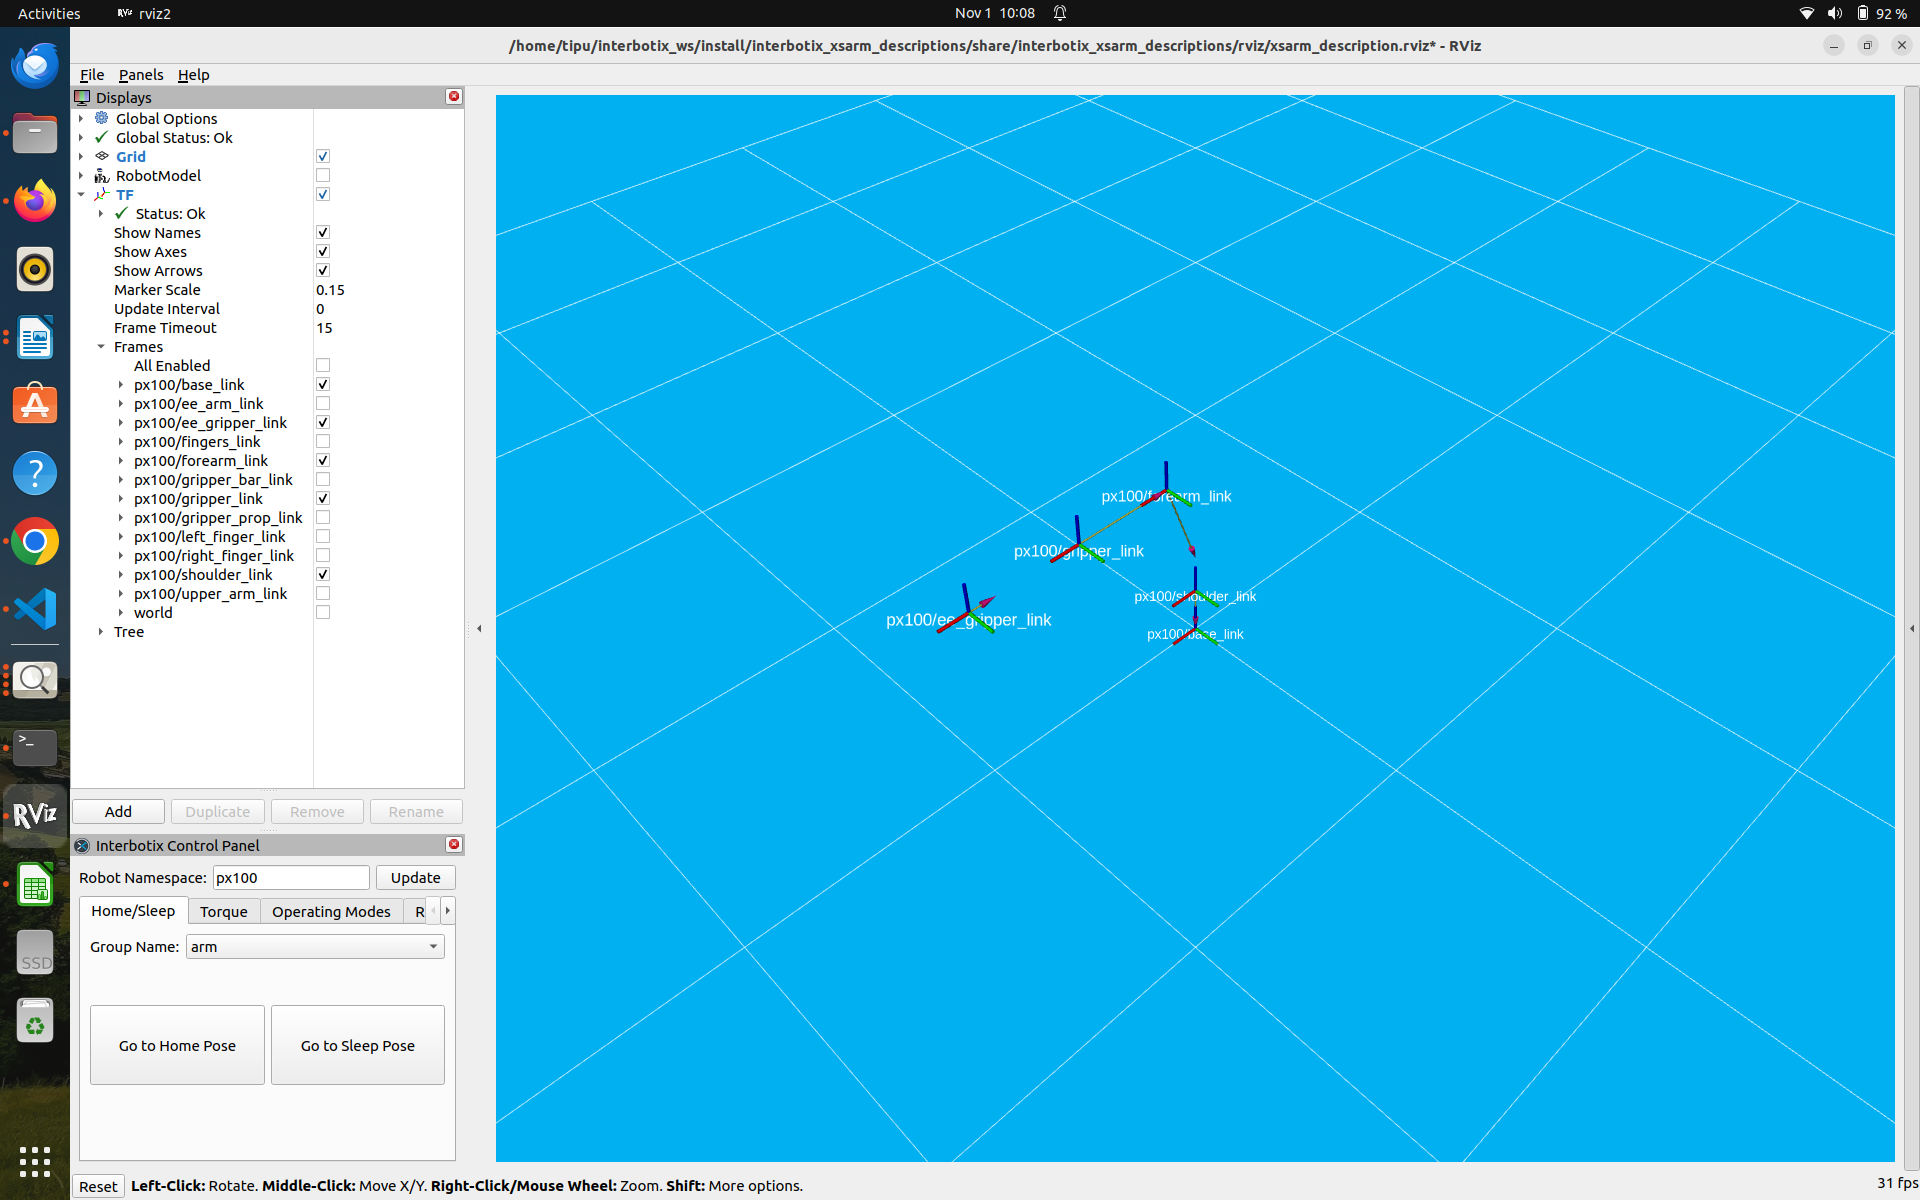 Activities
rviz2
Nov 1 10:08
92 %
/home/tipu/interbotix_ws/install/interbotix_xsarm_descriptions/share/interbotix_xsarm_descriptions/rviz/xsarm_description.rviz* - RViz
File Panels Help
Displays
Global Options
Global Status: Ok
Grid
RobotModel
TF
Status: Ok
Show Names
Show Axes
Show Arrows
Marker Scale 0.15
Update Interval 0
Frame Timeout 15
Frames
All Enabled
px100/base_link
px100/ee_arm_link
px100/ee_gripper_link
px100/fingers_link
px100/forearm_link
px100/gripper_bar_link
px100/gripper_link
px100/gripper_prop_link
px100/left_finger_link
px100/right_finger_link
px100/shoulder_link
px100/upper_arm_link
world
Tree
Add Duplicate Remove Rename
Interbotix Control Panel
Robot Namespace: px100 Update
Home/Sleep Torque Operating Modes R
Group Name: arm
Go to Home Pose Go to Sleep Pose
Reset Left-Click: Rotate. Middle-Click: Move X/Y. Right-Click/Mouse Wheel: Zoom. Shift: More options.
31 fps
px100/forearm_link
px100/gripper_link
px100/shoulder_link
px100/ee_gripper_link
px100/base_link
RViz
SSD